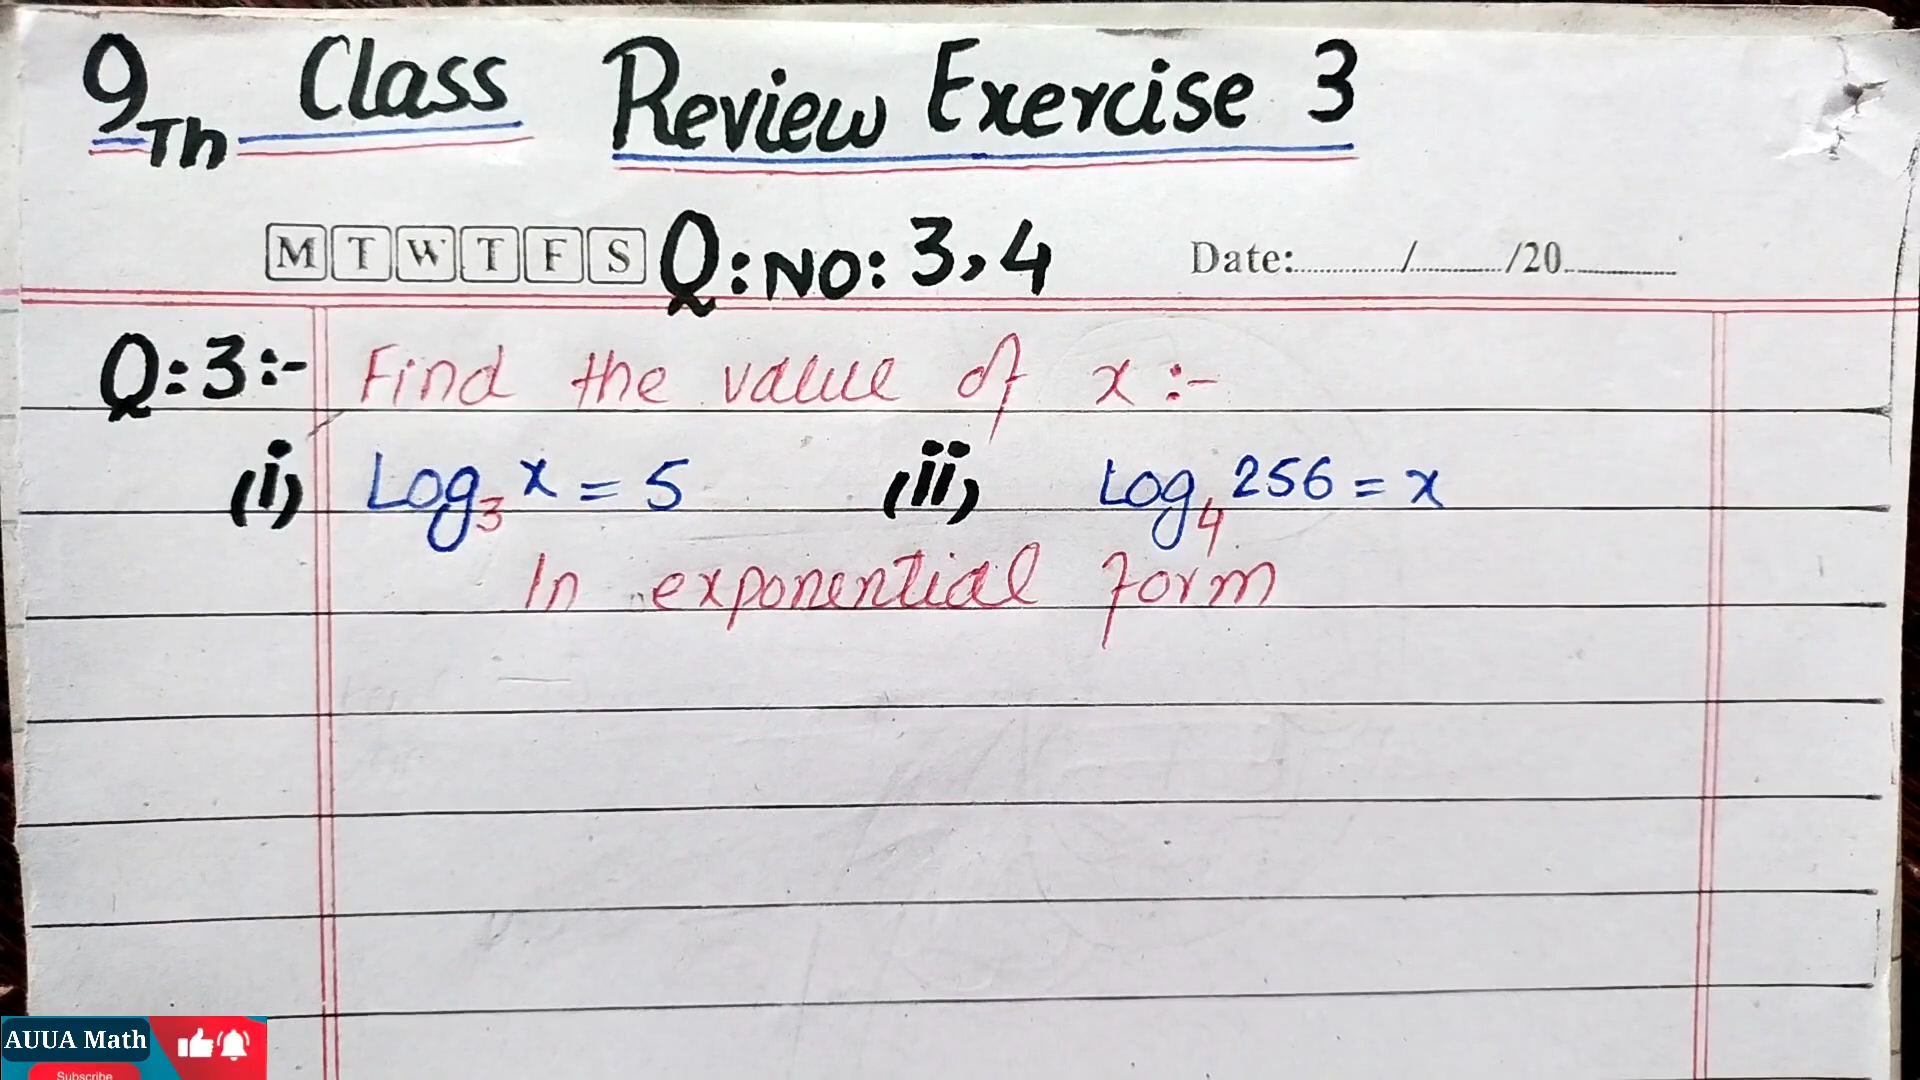 9Th Class Review Exercise 3
M T W T F S Q:NO: 3,4 Date:............/............/20............
Q:3:- Find the value of x:-
(i) Log₃ x = 5 (ii) Log₄ 256 = x
In exponential form
AUUA Math
Subscribe